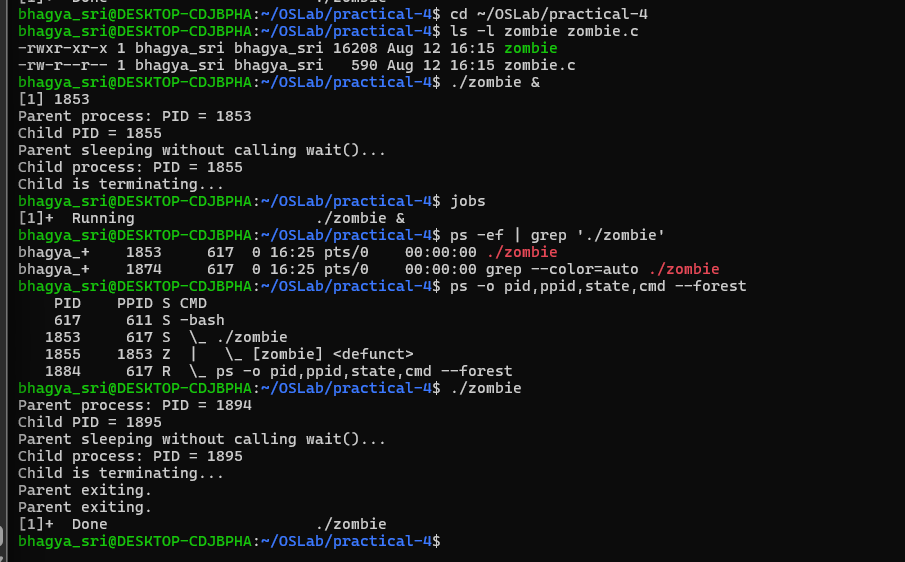 [1]+  Done                    ./zombie
bhagya_sri@DESKTOP-CDJBPHA:~/OSLab/practical-4$ cd ~/OSLab/practical-4
bhagya_sri@DESKTOP-CDJBPHA:~/OSLab/practical-4$ ls -l zombie zombie.c
-rwxr-xr-x 1 bhagya_sri bhagya_sri 16208 Aug 12 16:15 zombie
-rw-r--r-- 1 bhagya_sri bhagya_sri   590 Aug 12 16:15 zombie.c
bhagya_sri@DESKTOP-CDJBPHA:~/OSLab/practical-4$ ./zombie &
[1] 1853
Parent process: PID = 1853
Child PID = 1855
Parent sleeping without calling wait()...
Child process: PID = 1855
Child is terminating...
bhagya_sri@DESKTOP-CDJBPHA:~/OSLab/practical-4$ jobs
[1]+  Running                 ./zombie &
bhagya_sri@DESKTOP-CDJBPHA:~/OSLab/practical-4$ ps -ef | grep './zombie'
bhagya_+    1853     617  0 16:25 pts/0    00:00:00 ./zombie
bhagya_+    1874     617  0 16:25 pts/0    00:00:00 grep --color=auto ./zombie
bhagya_sri@DESKTOP-CDJBPHA:~/OSLab/practical-4$ ps -o pid,ppid,state,cmd --forest
    PID    PPID S CMD
    617     611 S -bash
   1853     617 S  \_ ./zombie
   1855    1853 Z  |   \_ [zombie] <defunct>
   1884     617 R  \_ ps -o pid,ppid,state,cmd --forest
bhagya_sri@DESKTOP-CDJBPHA:~/OSLab/practical-4$ ./zombie
Parent process: PID = 1894
Child PID = 1895
Parent sleeping without calling wait()...
Child process: PID = 1895
Child is terminating...
Parent exiting.
Parent exiting.
[1]+  Done                    ./zombie
bhagya_sri@DESKTOP-CDJBPHA:~/OSLab/practical-4$